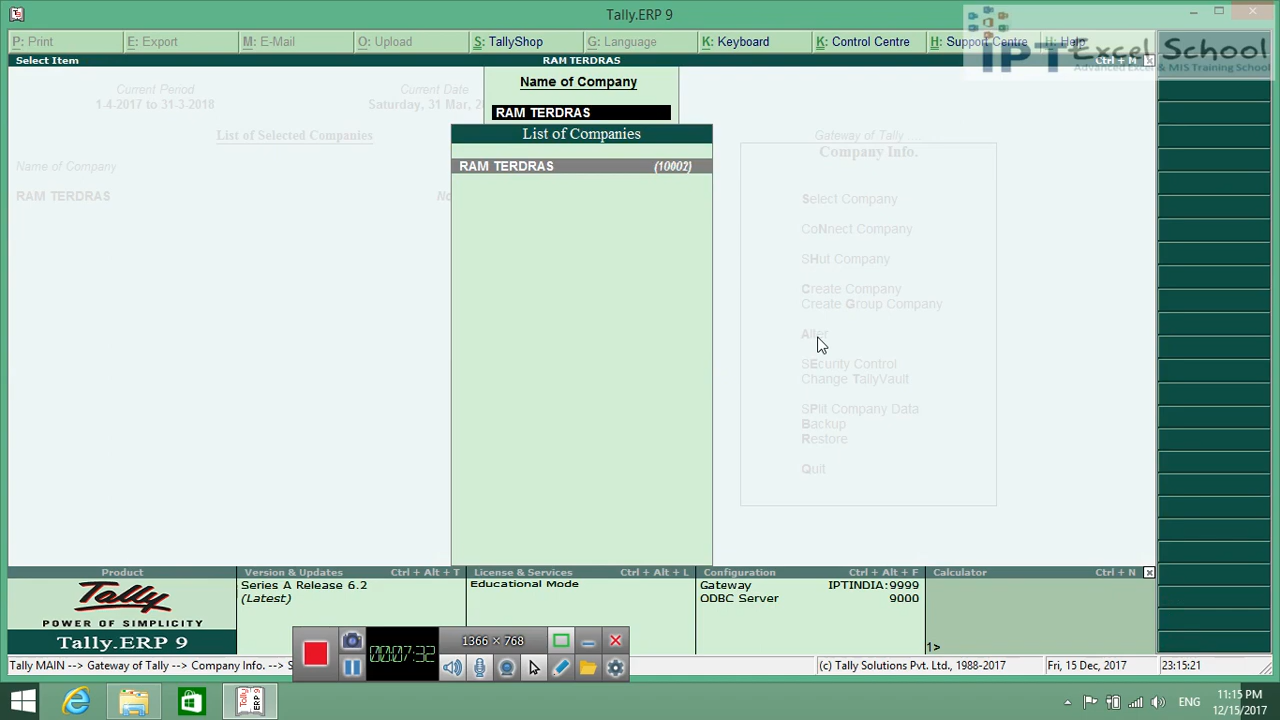 Tally.ERP 9
P: Print
E: Export
M: E-Mail
O: Upload
S: TallyShop
G: Language
K: Keyboard
K: Control Centre
H: Support Centre
H: Help
IPT Excel School
Advanced Excel & MIS Training School
Select Item
RAM TERDRAS
Ctrl + M
Current Period
1-4-2017 to 31-3-2018
Current Date
Saturday, 31 Mar, 2
List of Selected Companies
Name of Company
RAM TERDRAS
No
Name of Company
RAM TERDRAS
List of Companies
RAM TERDRAS (10002)
Gateway of Tally
Company Info.
Select Company
CoNnect Company
SHut Company
Create Company
Create Group Company
Alter
SEcurity Control
Change TallyVault
SPlit Company Data
Backup
Restore
Quit
Product
Tally
POWER OF SIMPLICITY
Tally.ERP 9
Version & Updates Ctrl + Alt + T
Series A Release 6.2
(Latest)
License & Services Ctrl + Alt + L
Educational Mode
Configuration Ctrl + Alt + F
Gateway IPTINDIA:9999
ODBC Server 9000
Calculator Ctrl + N
1>
00:07:32
1366 × 768
Tally MAIN --> Gateway of Tally --> Company Info. --> S
(c) Tally Solutions Pvt. Ltd., 1988-2017
Fri, 15 Dec, 2017
23:15:21
Tally
ERP 9
ENG
11:15 PM
12/15/2017